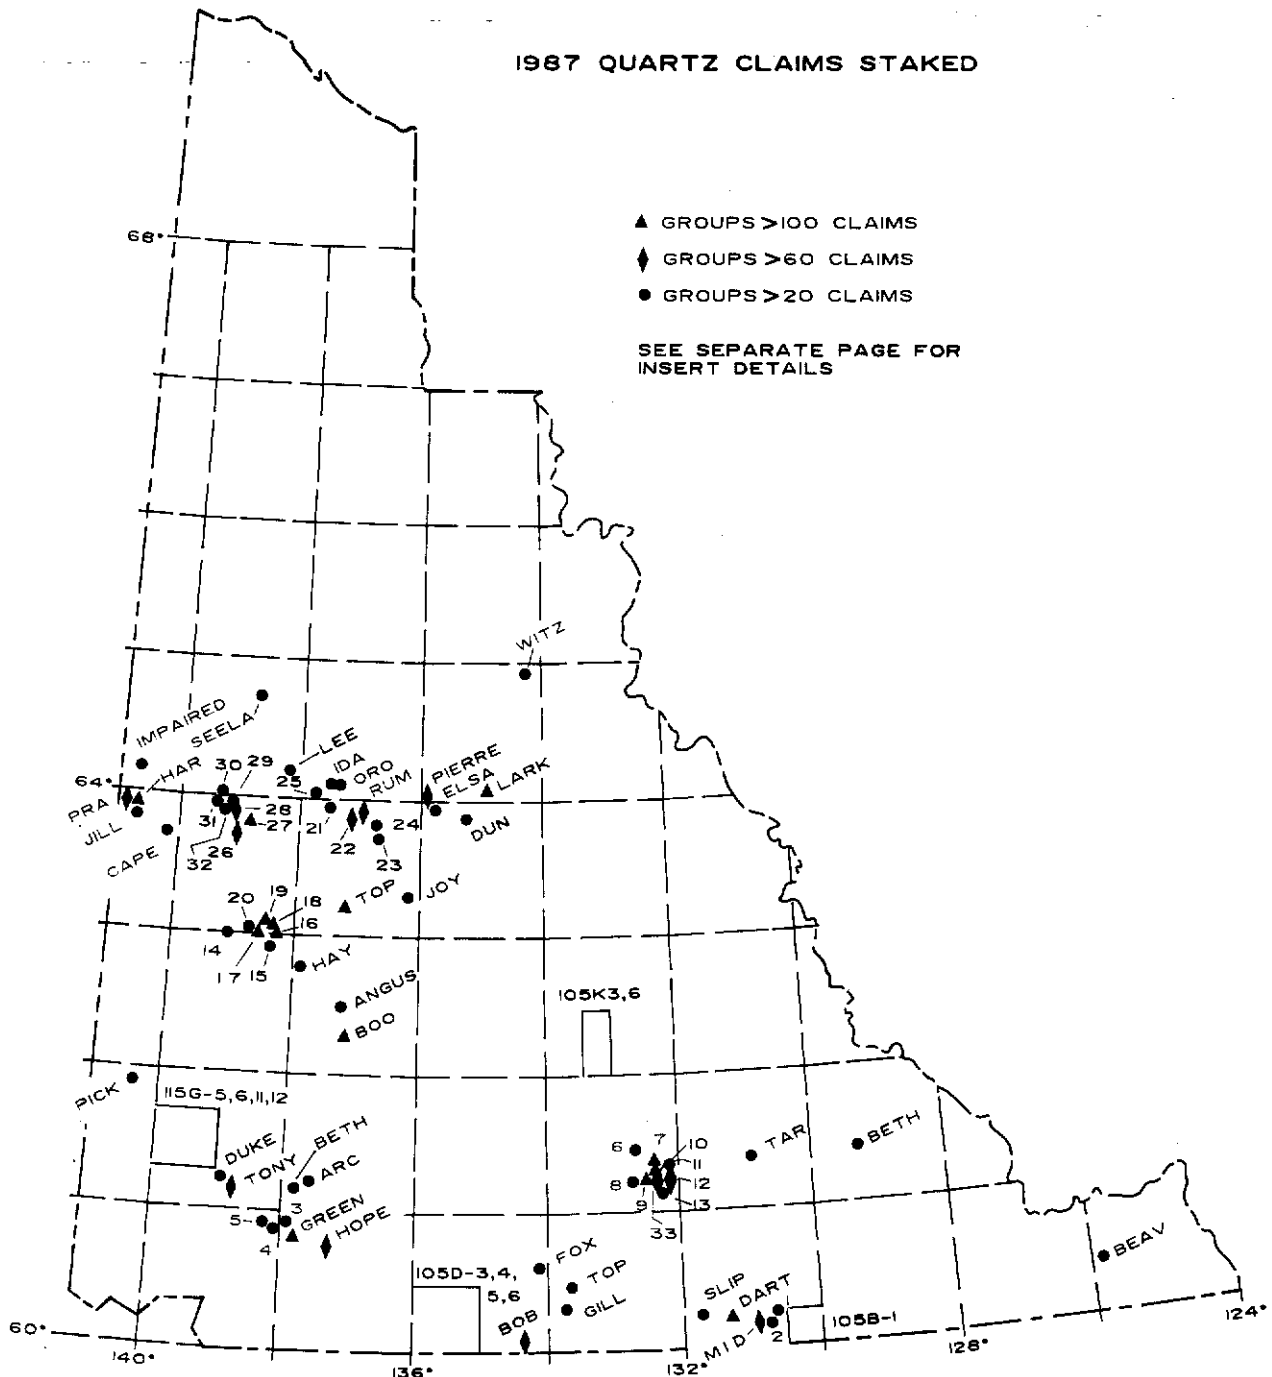 1987 QUARTZ CLAIMS STAKED
▲ GROUPS >100 CLAIMS
♦ GROUPS >60 CLAIMS
● GROUPS >20 CLAIMS
SEE SEPARATE PAGE FOR
INSERT DETAILS
68°
WITZ
IMPAIRED
SEELA
LEE
IDA
ORO
RUM
PIERRE
ELSA
LARK
64°
HAR
30
29
25
PRA
JILL
CAPE
31
32
26
28
27
21
22
24
23
DUN
20
19
18
16
14
17
15
TOP
JOY
HAY
ANGUS
BOO
105K3,6
PICK
115G-5,6,11,12
DUKE
TONY
BETH
ARC
6
7
10
11
12
13
8
9
33
TAR
BETH
5
3
4
GREEN
HOPE
BEAV
105D-3,4,
5,6
FOX
TOP
GILL
BOB
SLIP
DART
MID
2
105B-1
60°
140°
136°
132°
128°
124°